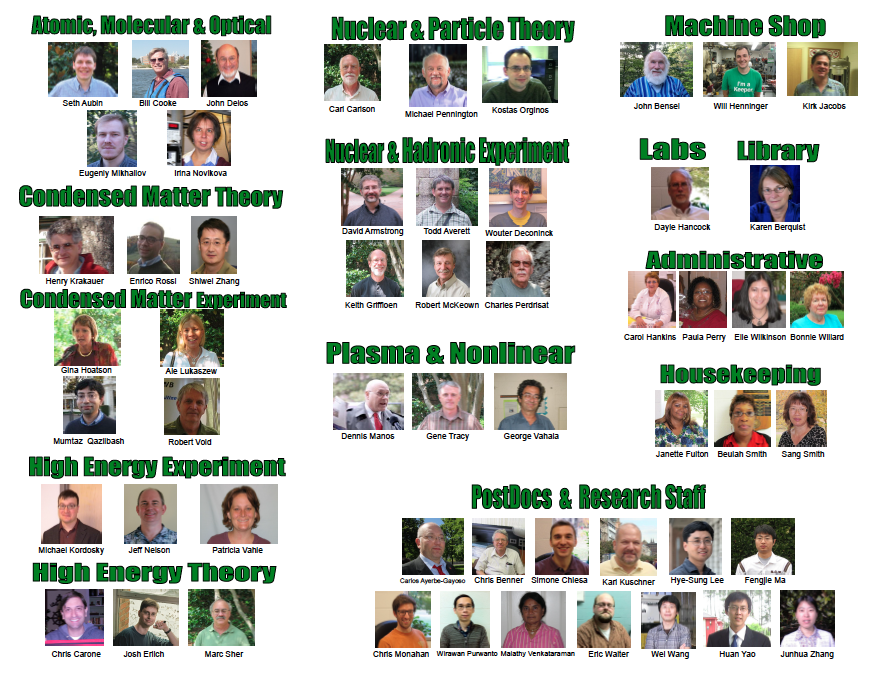 Atomic, Molecular & Optical
Seth Aubin Bill Cooke John Delos
Eugeniy Mikhailov Irina Novikova
Condensed Matter Theory
Henry Krakauer Enrico Rossi Shiwei Zhang
Condensed Matter Experiment
Gina Hoatson Ale Lukaszew
Mumtaz Qazilbash Robert Vold
High Energy Experiment
Michael Kordosky Jeff Nelson Patricia Vahle
High Energy Theory
Chris Carone Josh Erlich Marc Sher
Nuclear & Particle Theory
Carl Carlson Michael Pennington Kostas Orginos
Nuclear & Hadronic Experiment
David Armstrong Todd Averett Wouter Deconinck
Keith Griffioen Robert McKeown Charles Perdrisat
Plasma & Nonlinear
Dennis Manos Gene Tracy George Vahala
Machine Shop
I'm a
Keeper
John Bensel Will Henninger Kirk Jacobs
Labs Library
Dayle Hancock Karen Berquist
Administrative
Carol Hankins Paula Perry Elle Wilkinson Bonnie Willard
Housekeeping
Janette Fulton Beulah Smith Sang Smith
PostDocs & Research Staff
Carlos Ayerbe-Gayoso Chris Benner Simone Chiesa Karl Kuschner Hye-Sung Lee Fengjie Ma
Chris Monahan Wirawan Purwanto Malathy Venkataraman Eric Walter Wei Wang Huan Yao Junhua Zhang